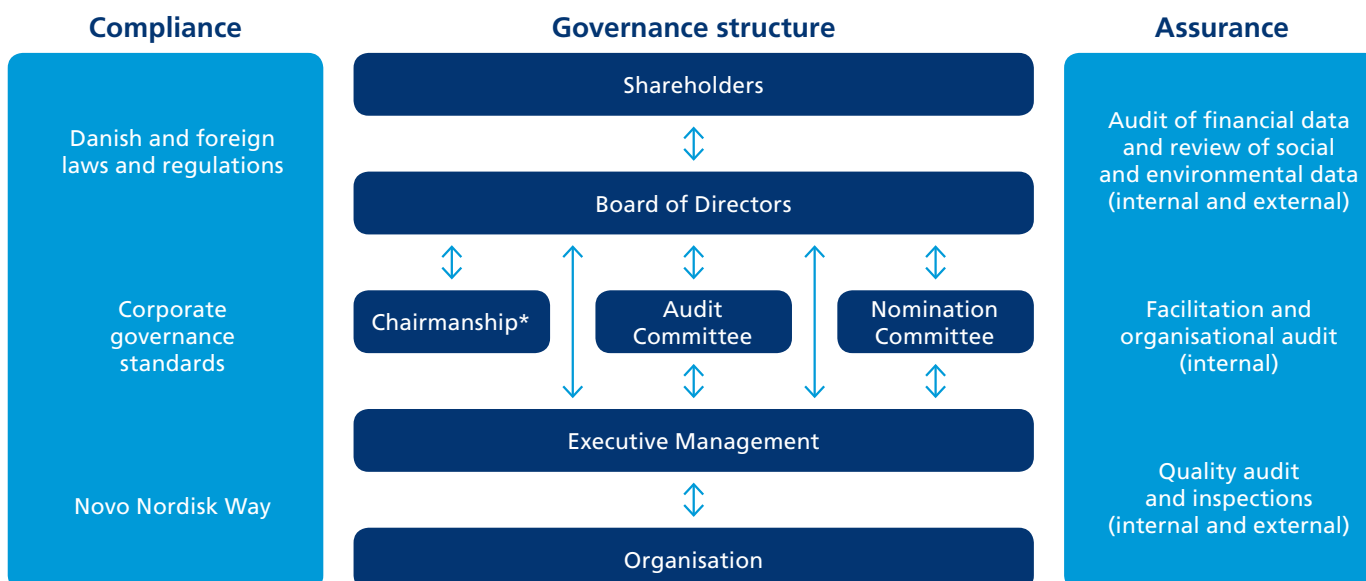 Compliance
Danish and foreign
laws and regulations
Corporate
governance
standards
Novo Nordisk Way
Governance structure
Shareholders
Board of Directors
Chairmanship*
Audit
Committee
Nomination
Committee
Executive Management
Organisation
Assurance
Audit of financial data
and review of social
and environmental data
(internal and external)
Facilitation and
organisational audit
(internal)
Quality audit
and inspections
(internal and external)